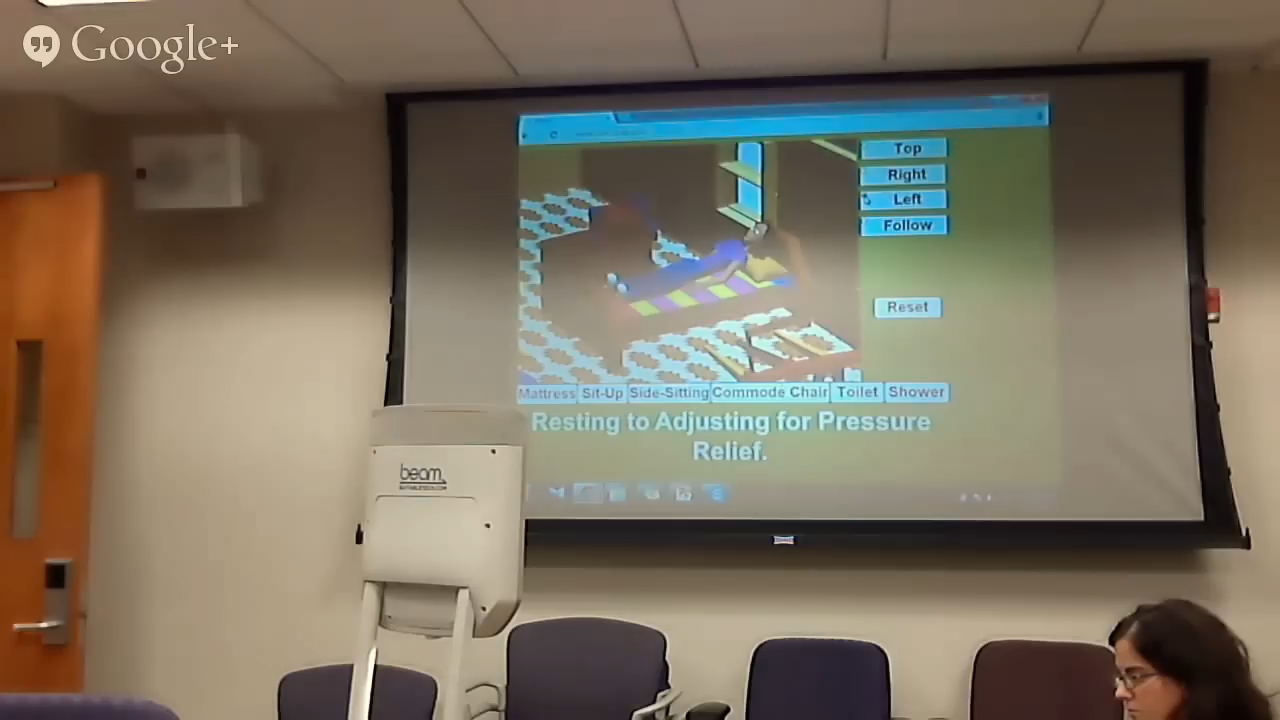 Google+
Top
Right
Left
Follow
Reset
Mattress Sit-Up Side-Sitting Commode Chair Toilet Shower
Resting to Adjusting for Pressure
Relief.
beam